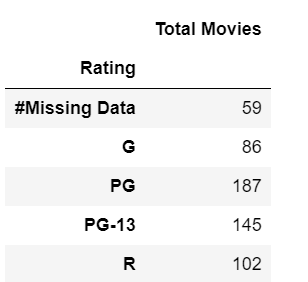 Total Movies
Rating
#Missing Data 59
G 86
PG 187
PG-13 145
R 102